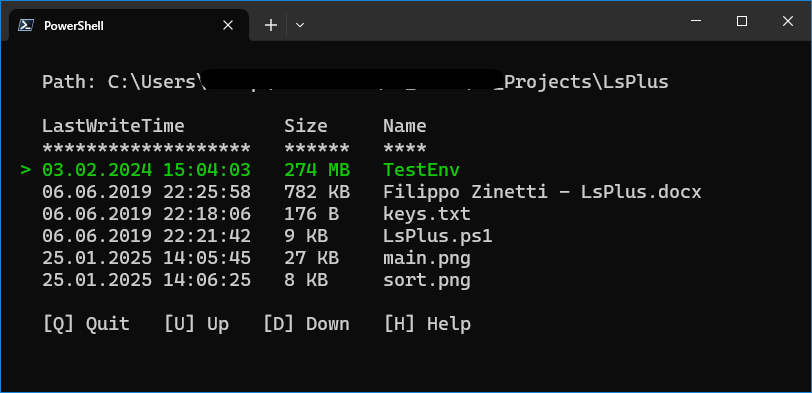 PowerShell
Path: C:\Users\ _Projects\LsPlus
LastWriteTime Size Name
******************* ****** ****
> 03.02.2024 15:04:03 274 MB TestEnv
06.06.2019 22:25:58 782 KB Filippo Zinetti - LsPlus.docx
06.06.2019 22:18:06 176 B keys.txt
06.06.2019 22:21:42 9 KB LsPlus.ps1
25.01.2025 14:05:45 27 KB main.png
25.01.2025 14:06:25 8 KB sort.png
[Q] Quit [U] Up [D] Down [H] Help